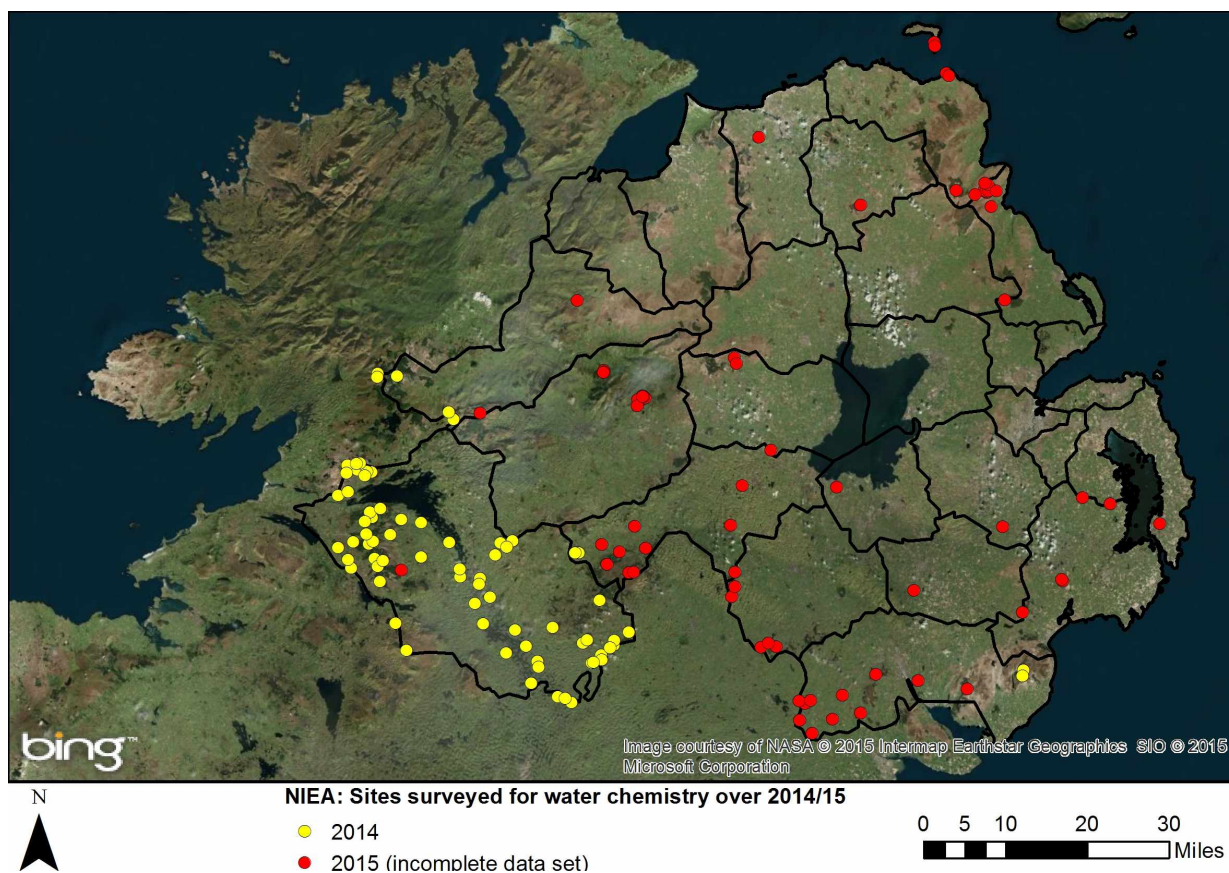 bing™
Image courtesy of NASA © 2015 Intermap Earthstar Geographics SIO © 2015
Microsoft Corporation
N
NIEA: Sites surveyed for water chemistry over 2014/15
2014
2015 (incomplete data set)
0 5 10 20 30
Miles